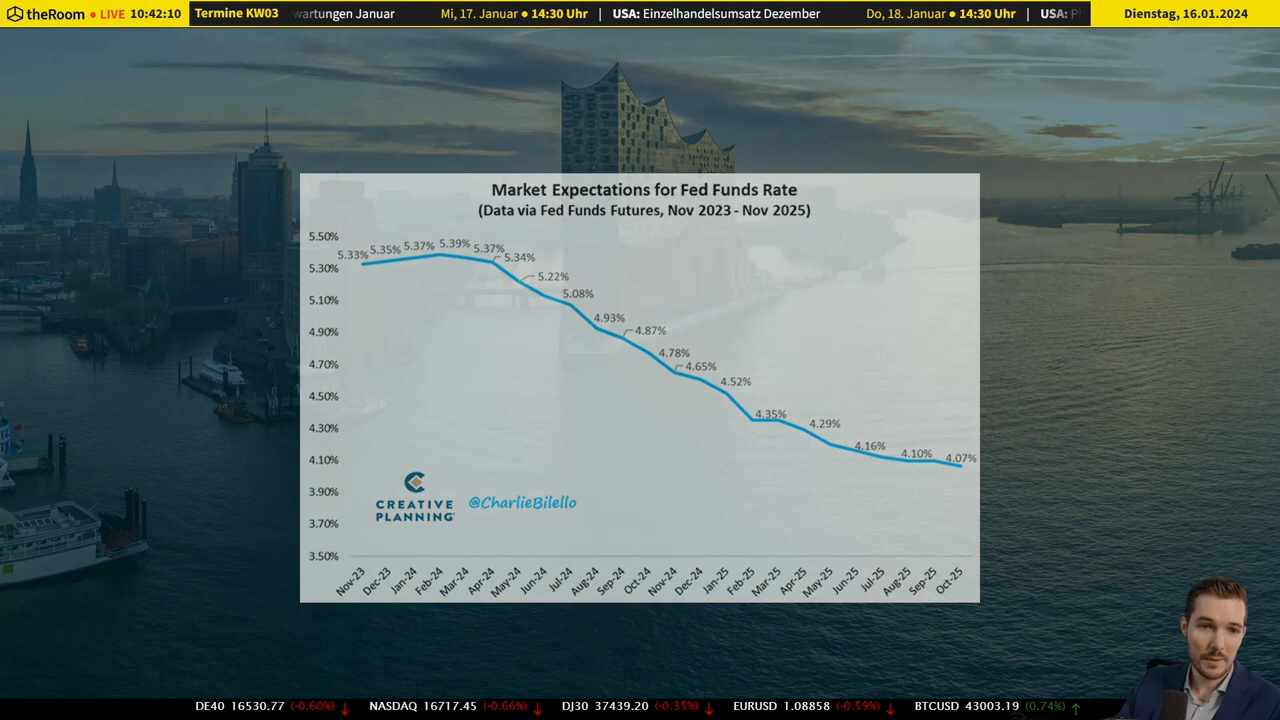 theRoom ● LIVE 10:42:10
Termine KW03
wartungen Januar
Mi, 17. Januar ● 14:30 Uhr | USA: Einzelhandelsumsatz Dezember
Do, 18. Januar ● 14:30 Uhr | USA:
Dienstag, 16.01.2024
Market Expectations for Fed Funds Rate
(Data via Fed Funds Futures, Nov 2023 - Nov 2025)
5.50%
5.30%
5.10%
4.90%
4.70%
4.50%
4.30%
4.10%
3.90%
3.70%
3.50%
5.33%
5.35%
5.37%
5.39%
5.37%
5.34%
5.22%
5.08%
4.93%
4.87%
4.78%
4.65%
4.52%
4.35%
4.29%
4.16%
4.10%
4.07%
CREATIVE
PLANNING
@CharlieBilello
Nov-23
Dec-23
Jan-24
Feb-24
Mar-24
Apr-24
May-24
Jun-24
Jul-24
Aug-24
Sep-24
Oct-24
Nov-24
Dec-24
Jan-25
Feb-25
Mar-25
Apr-25
May-25
Jun-25
Jul-25
Aug-25
Sep-25
Oct-25
DE40 16530.77 (-0.60%) ↓
NASDAQ 16717.45 (-0.66%) ↓
DJ30 37439.20 (-0.35%) ↓
EURUSD 1.08858 (-0.59%) ↓
BTCUSD 43003.19 (0.74%) ↑